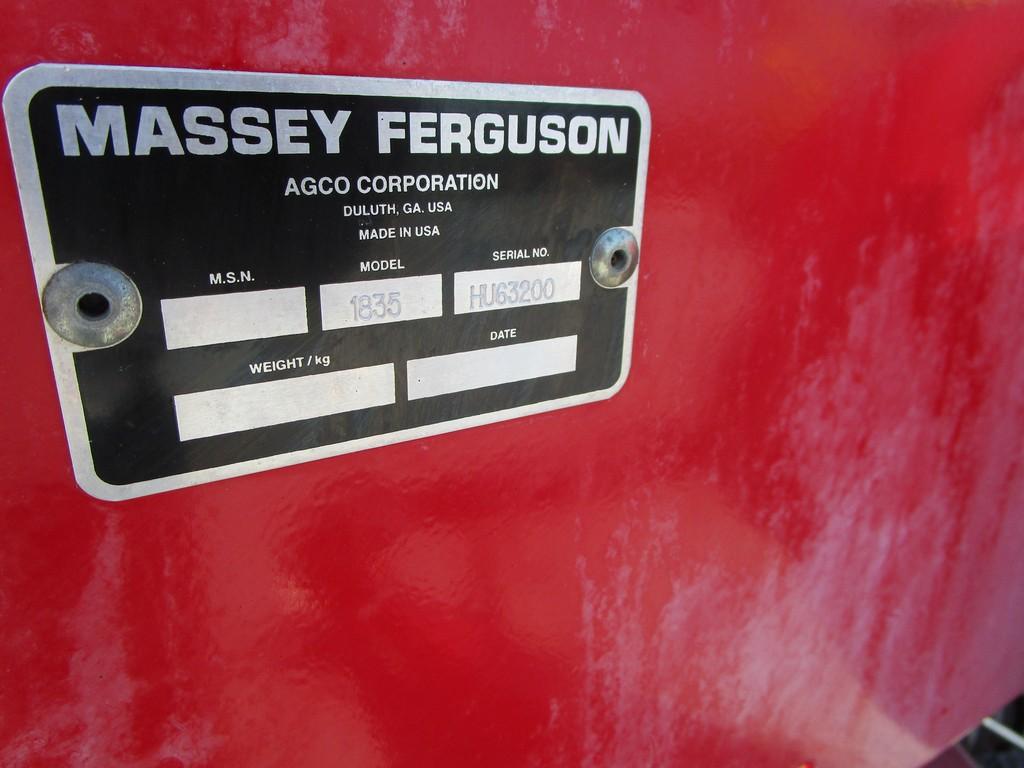 MASSEY FERGUSON
AGCO CORPORATION
DULUTH, GA. USA
MADE IN USA
M.S.N. MODEL SERIAL NO.
1835 HU63200
WEIGHT / kg DATE